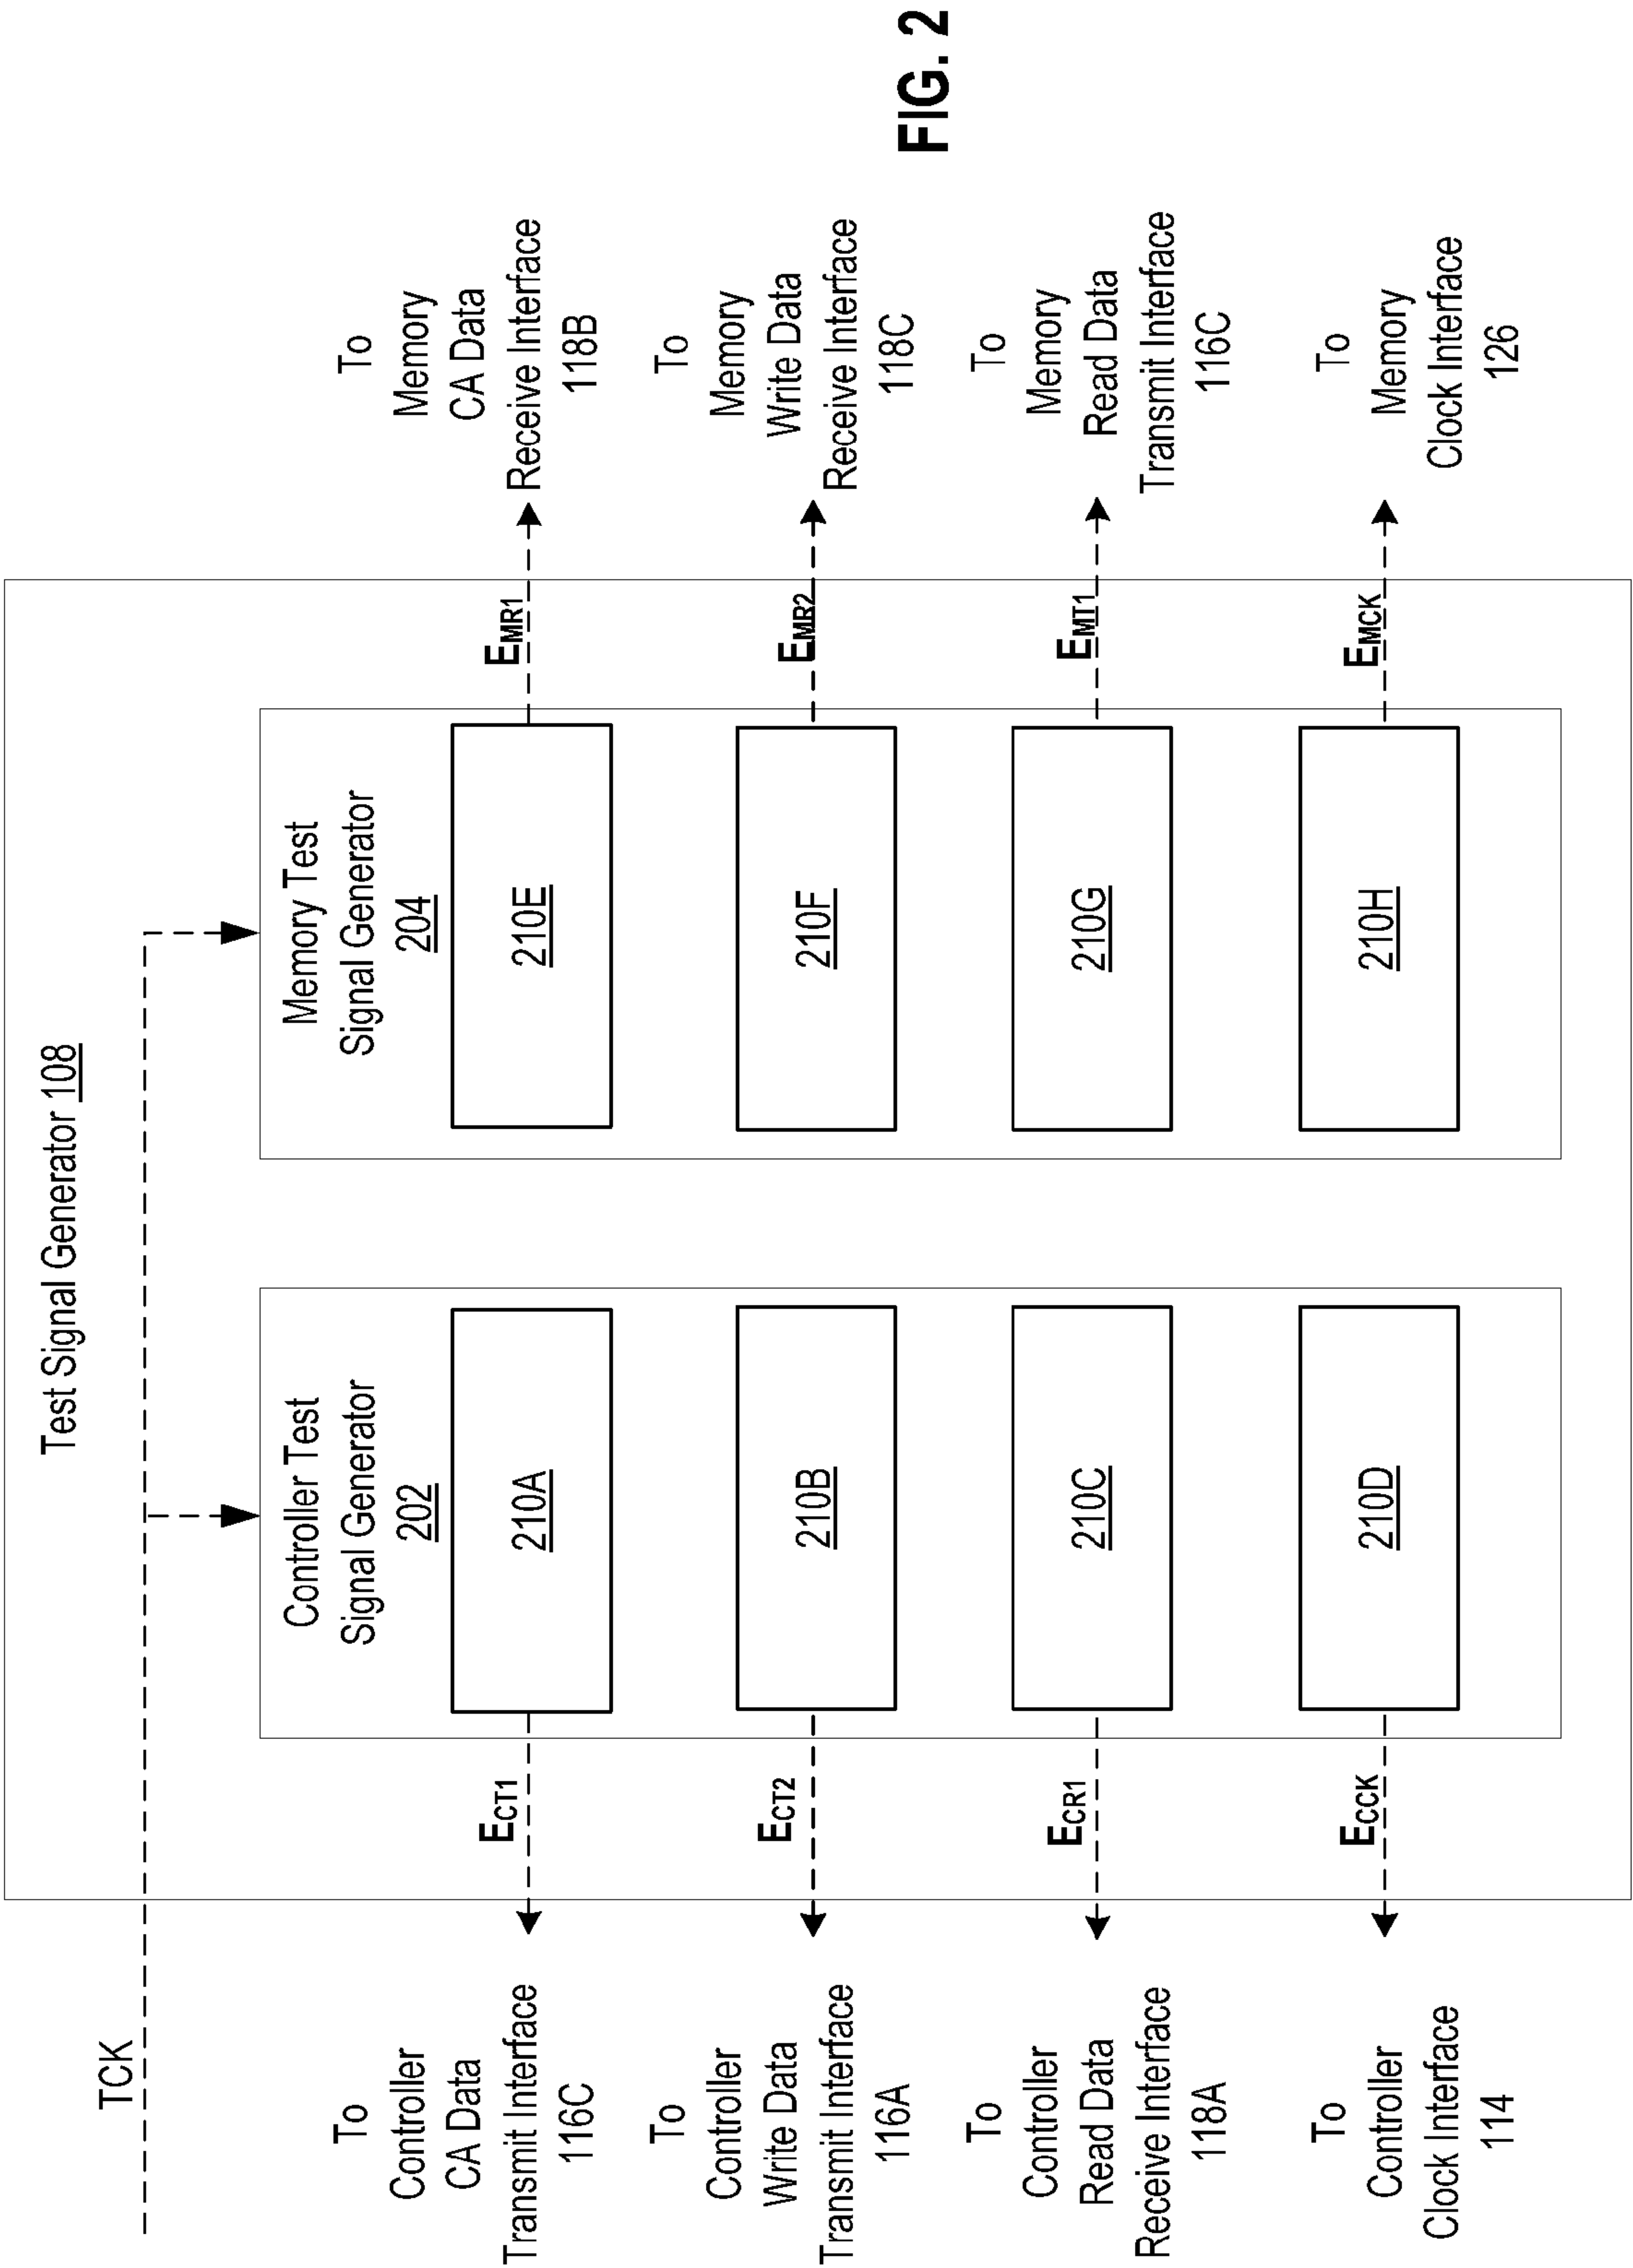 Test Signal Generator 108
TCK
Controller Test
Signal Generator
202
210A
210B
210C
210D
Memory Test
Signal Generator
204
210E
210F
210G
210H
ECT1
ECT2
ECR1
ECCK
EMR1
EMR2
EMT1
EMCK
To
Controller
CA Data
Transmit Interface
116C
To
Controller
Write Data
Transmit Interface
116A
To
Controller
Read Data
Receive Interface
118A
To
Controller
Clock Interface
114
To
Memory
CA Data
Receive Interface
118B
To
Memory
Write Data
Receive Interface
118C
To
Memory
Read Data
Transmit Interface
116C
To
Memory
Clock Interface
126
FIG. 2